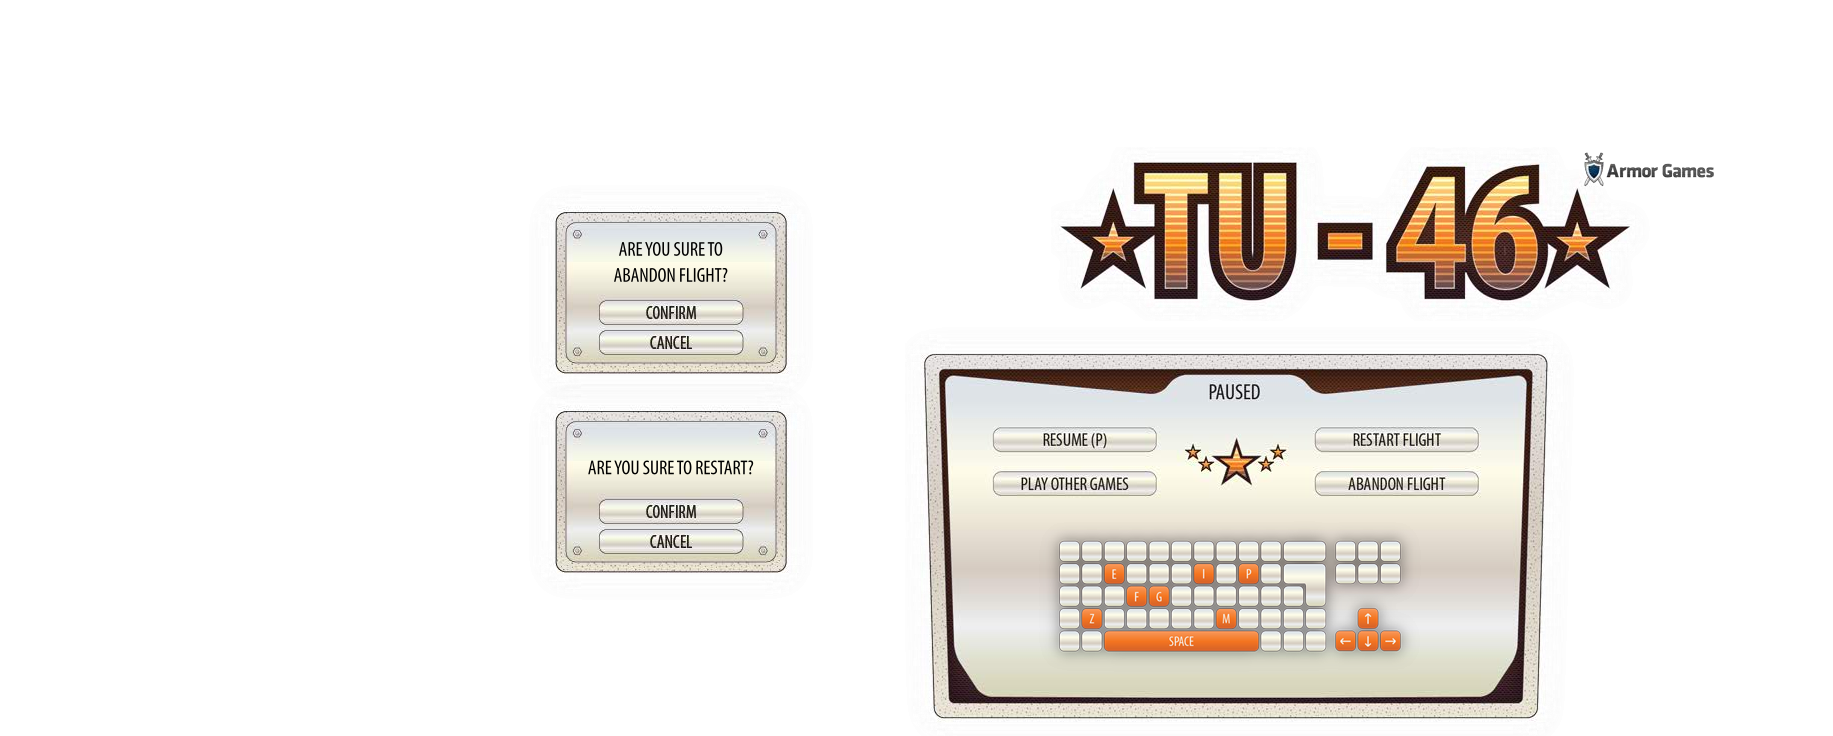 TU - 46
Armor Games
ARE YOU SURE TO
ABANDON FLIGHT?
CONFIRM
CANCEL
ARE YOU SURE TO RESTART?
CONFIRM
CANCEL
PAUSED
RESUME (P)
RESTART FLIGHT
PLAY OTHER GAMES
ABANDON FLIGHT
E I P
F G
Z M ↑
SPACE ← ↓ →